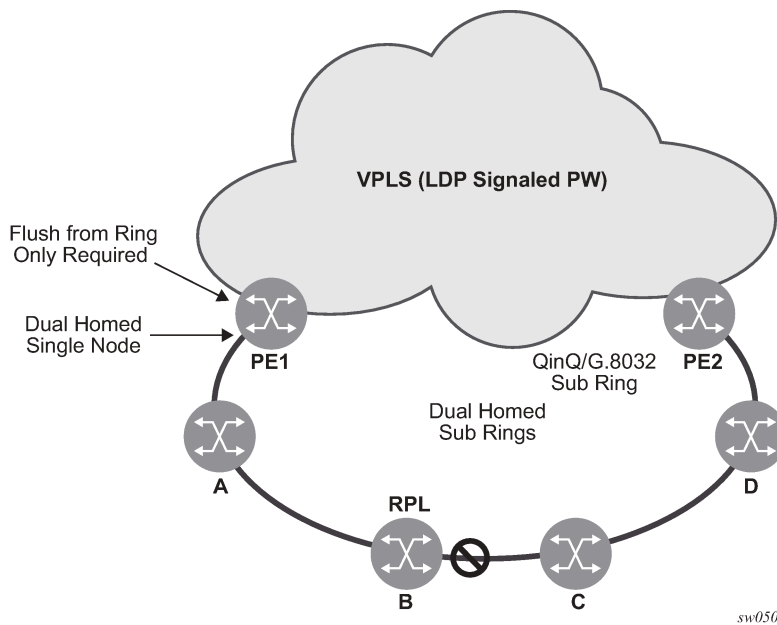 VPLS (LDP Signaled PW)
Flush from Ring
Only Required
Dual Homed
Single Node
PE1
QinQ/G.8032
Sub Ring
PE2
Dual Homed
Sub Rings
A
D
RPL
B
C
sw050